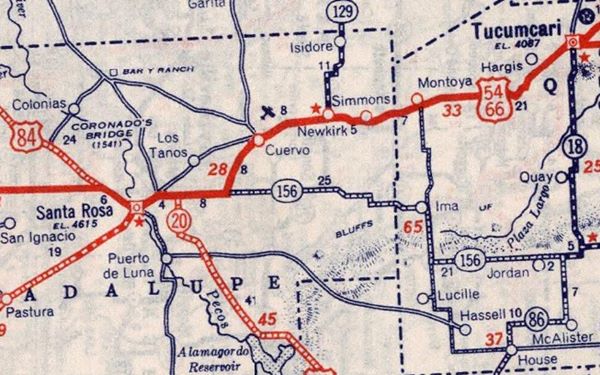 Garita
129
Tucumcari
EL. 4087
Isidore
Hargis
BAR Y RANCH
11
Montoya
54
66
Q
Colonias
Simmons
8
33
21
CORONADO'S
BRIDGE
(1541)
84
24
Newkirk
5
7
Los
Tanos
Cuervo
18
28
8
Quay
25
156
25
6
4
8
Santa Rosa
EL. 4615
20
Ima
OF
Plaza Largo
65
San Ignacio
BLUFFS
19
5
Puerto
de Luna
21
156
Jordan
2
ADALUPE
Lucille
7
Pastura
Pecos
41
Hassell
10
86
45
McAlister
37
House
Alamagordo
Reservoir